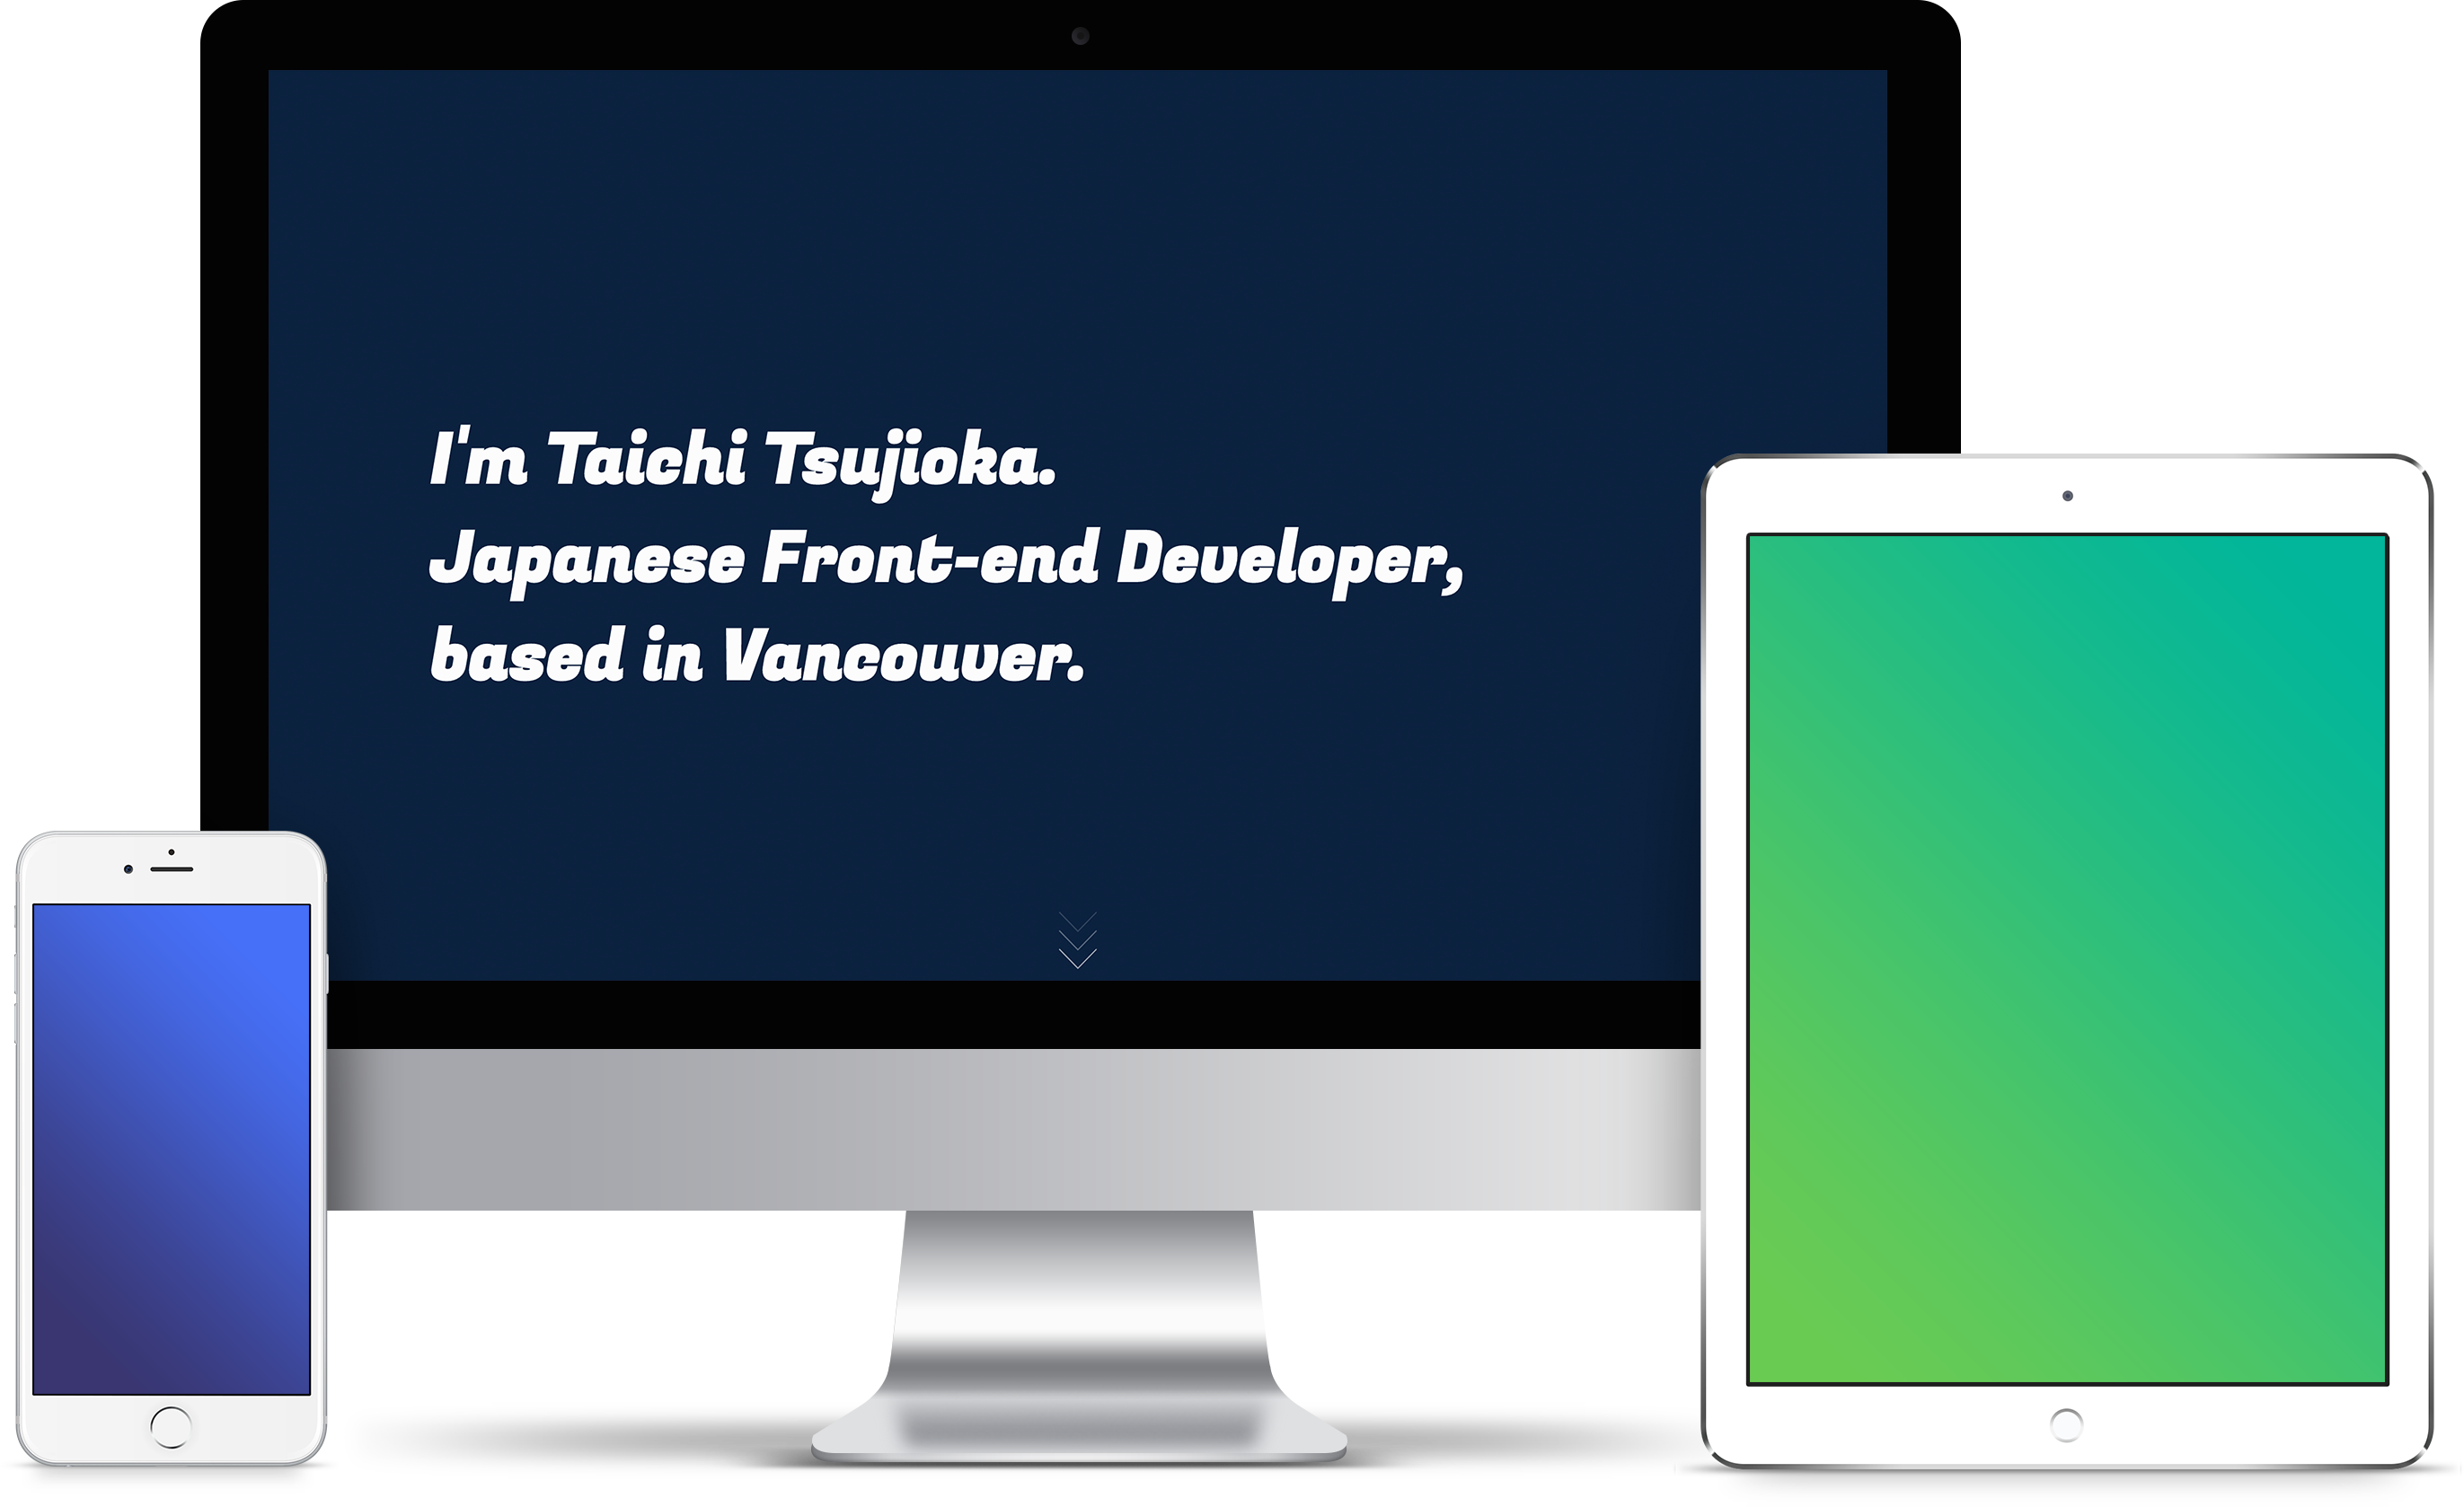 I'm Taichi Tsujioka.
Japanese Front-end Developer,
based in Vancouver.